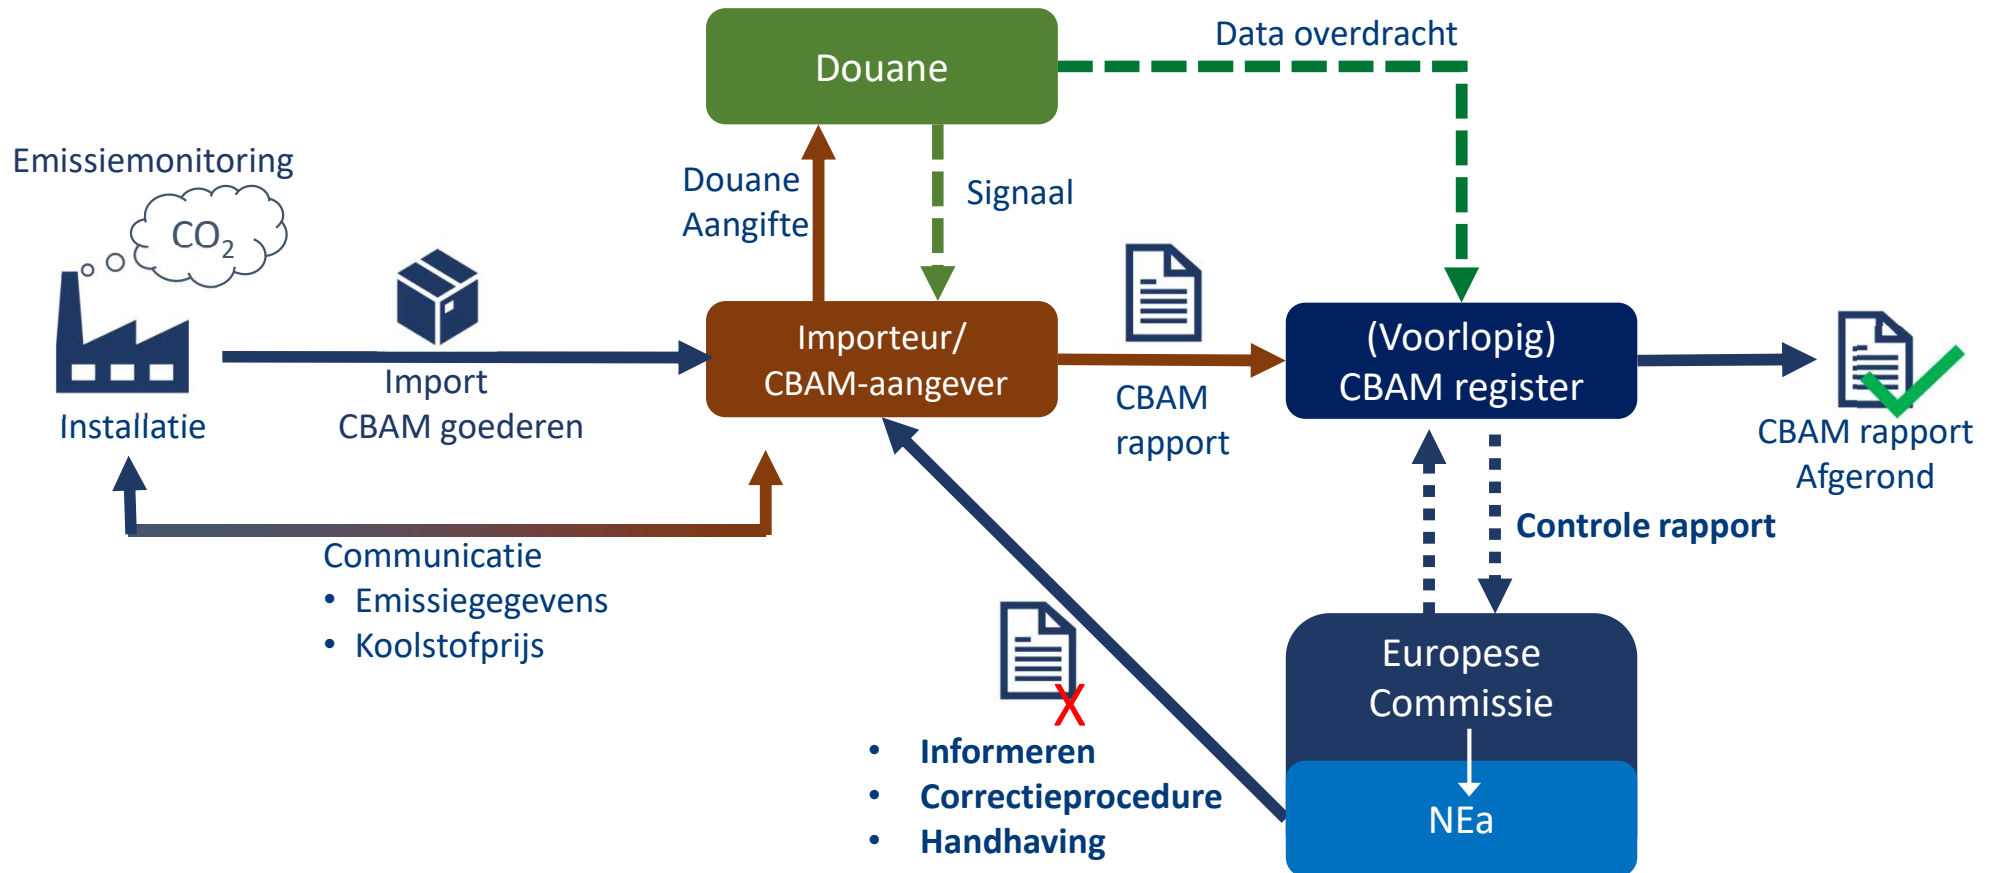 Douane
Data overdracht
Emissiemonitoring
CO2
Douane
Aangifte
Signaal
Import
CBAM goederen
Importeur/
CBAM-aangever
CBAM
rapport
(Voorlopig)
CBAM register
CBAM rapport
Afgerond
Installatie
Communicatie
• Emissiegegevens
• Koolstofprijs
Controle rapport
X
• Informeren
• Correctieprocedure
• Handhaving
Europese
Commissie
NEa